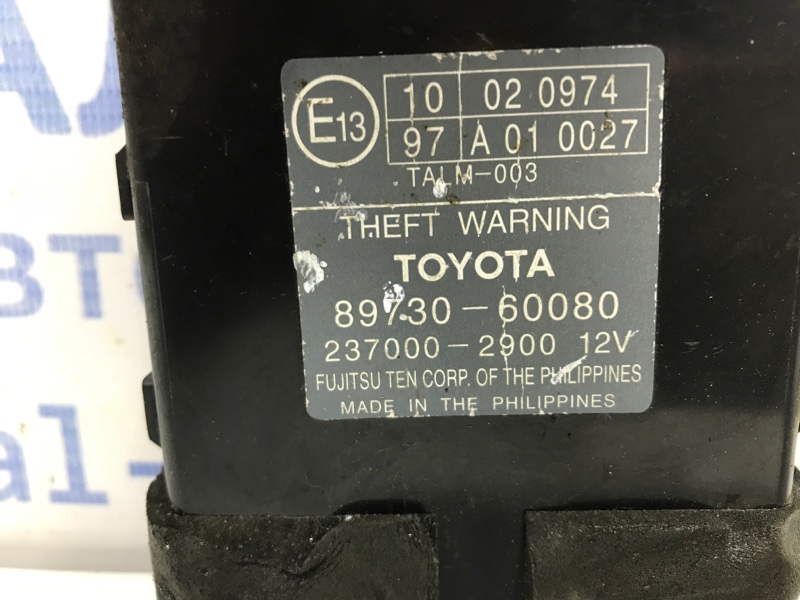 E13
10 02 0974
97 A 01 0027
TALM-003
THEFT WARNING
TOYOTA
89730-60080
237000-2900 12V
FUJITSU TEN CORP. OF THE PHILIPPINES
MADE IN THE PHILIPPINES